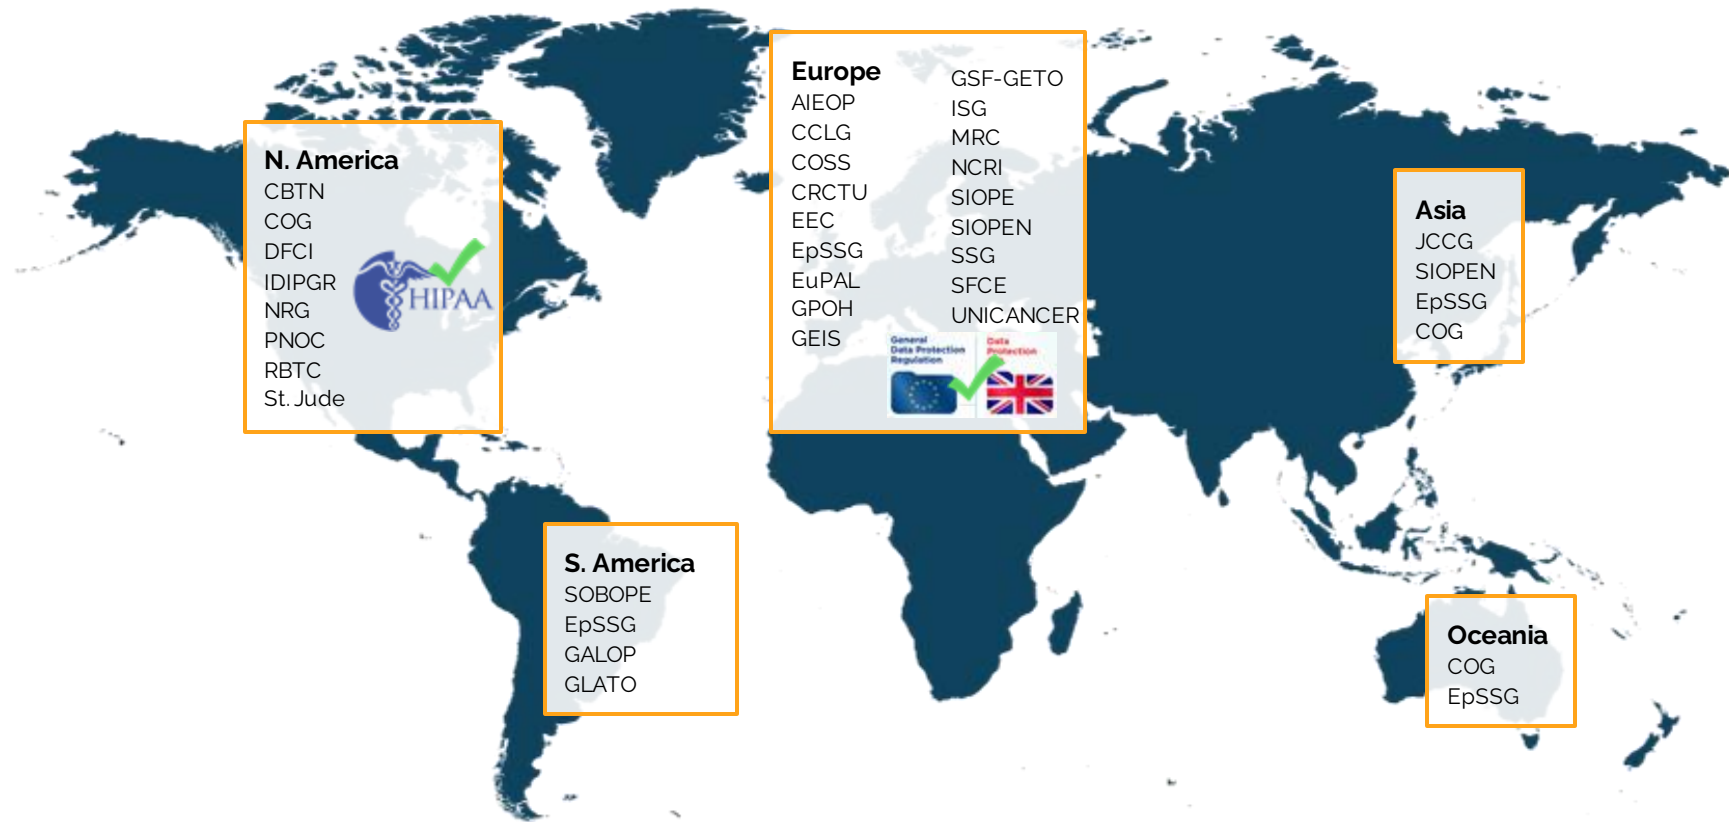 N. America
CBTN
COG
DFCI
IDIPGR
NRG
PNOC
RBTC
St. Jude
HIPAA
Europe
AIEOP
CCLG
COSS
CRCTU
EEC
EpSSG
EuPAL
GPOH
GEIS
GSF-GETO
ISG
MRC
NCRI
SIOPE
SIOPEN
SSG
SFCE
UNICANCER
General
Data Protection
Regulation
Data
Protection
Asia
JCCG
SIOPEN
EpSSG
COG
S. America
SOBOPE
EpSSG
GALOP
GLATO
Oceania
COG
EpSSG